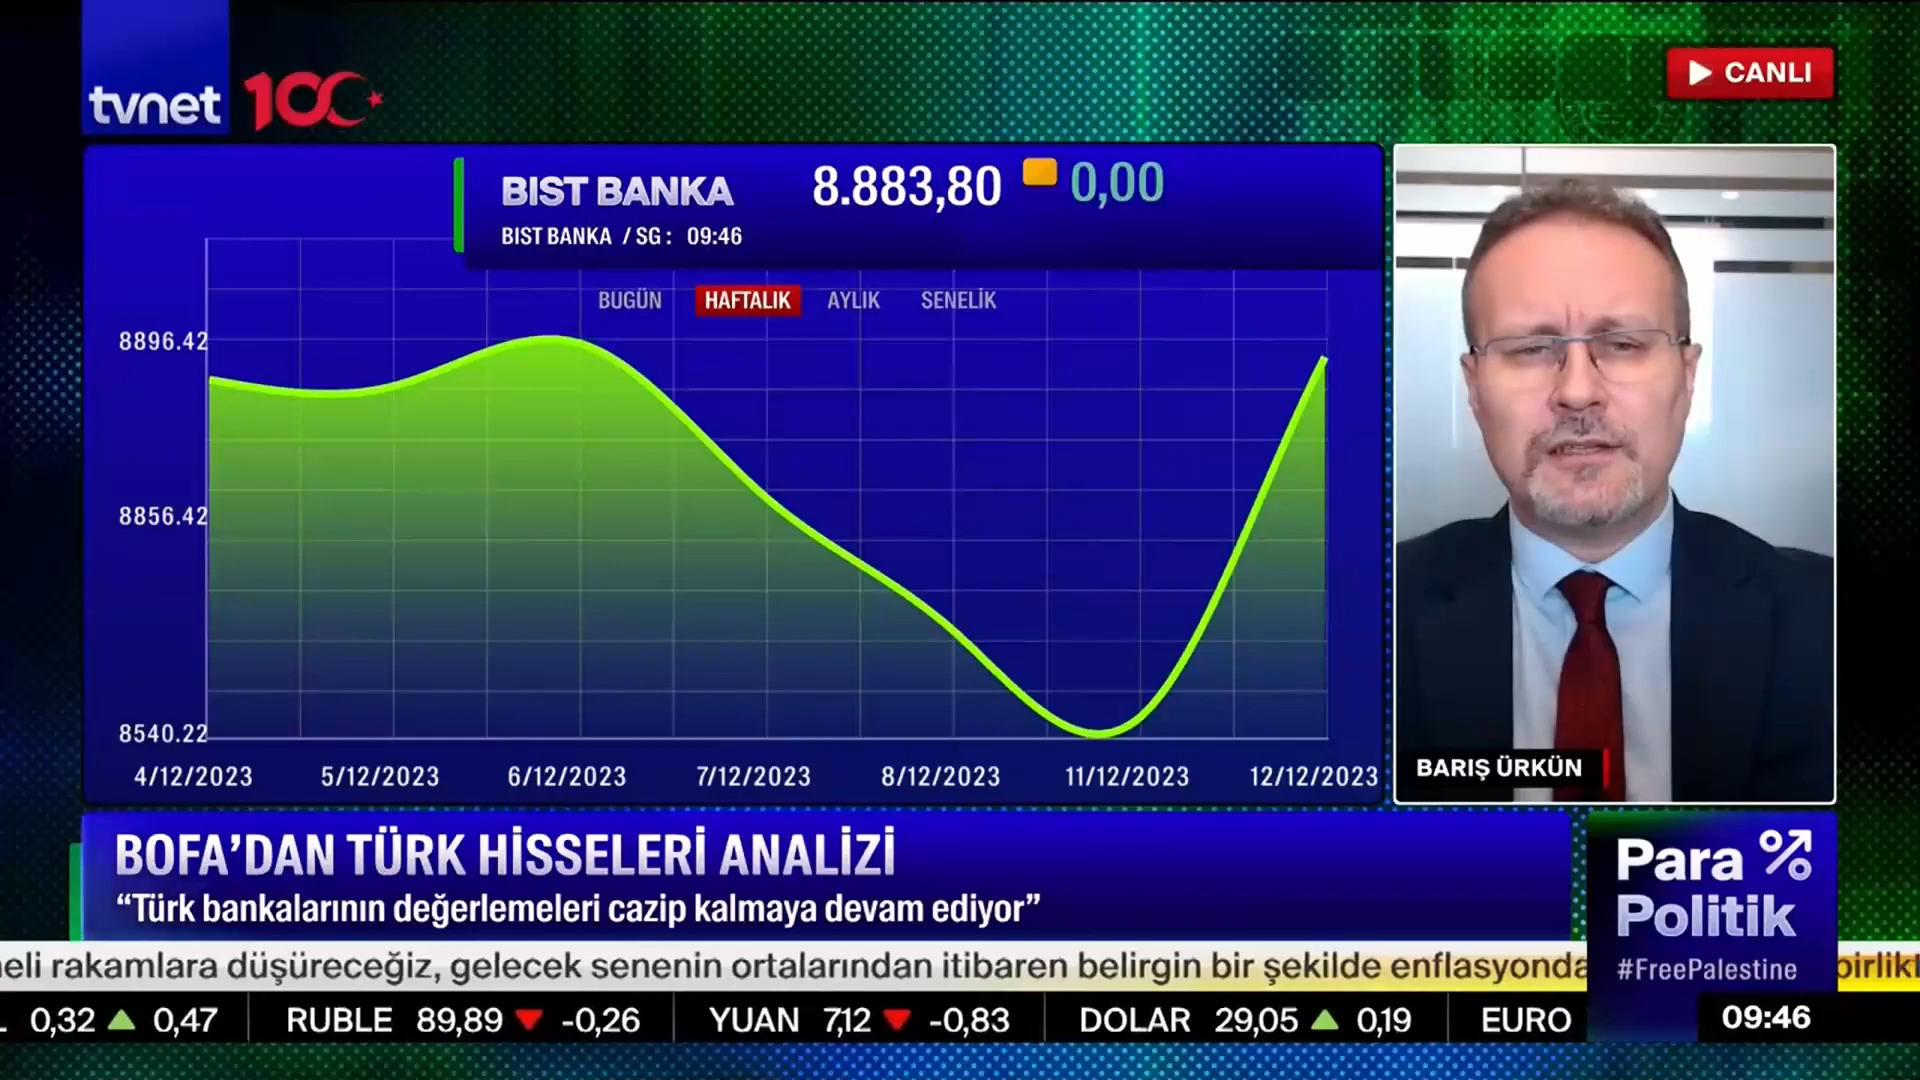 tvnet 100
CANLI
BIST BANKA 8.883,80 0,00
BIST BANKA / SG : 09:46
BUGÜN HAFTALIK AYLIK SENELİK
8896.42
8856.42
8540.22
4/12/2023 5/12/2023 6/12/2023 7/12/2023 8/12/2023 11/12/2023 12/12/2023
BARIŞ ÜRKÜN
BOFA’DAN TÜRK HİSSELERİ ANALİZİ
“Türk bankalarının değerlemeleri cazip kalmaya devam ediyor”
Para %
Politik
#FreePalestine
rakamlara düşüreceğiz, gelecek senenin ortalarından itibaren belirgin bir şekilde enflasyonda
0,32 0,47 RUBLE 89,89 -0,26 YUAN 7,12 -0,83 DOLAR 29,05 0,19 EURO
09:46